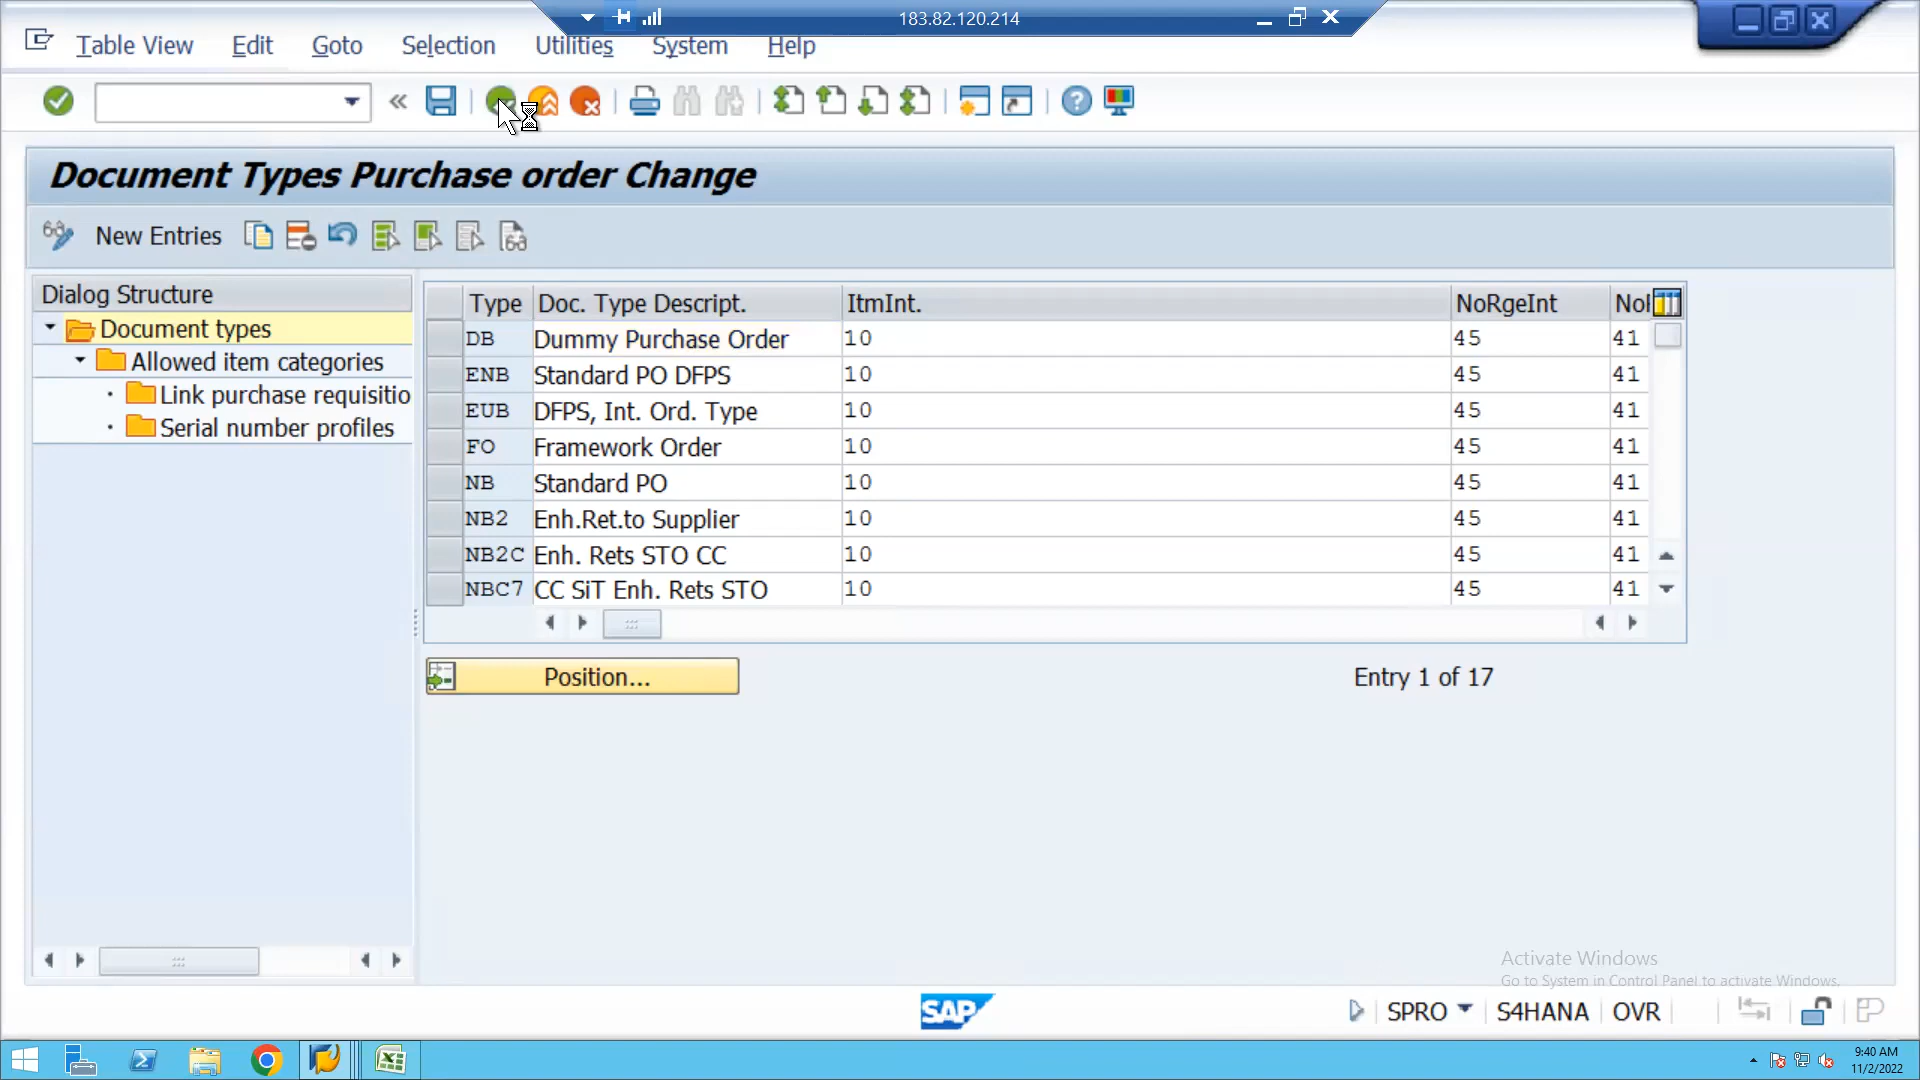 183.82.120.214
Table View Edit Goto Selection Utilities System Help
Document Types Purchase order Change
New Entries
Dialog Structure
Document types
Allowed item categories
Link purchase requisitio
Serial number profiles
Type Doc. Type Descript. ItmInt. NoRgeInt NoR
DB Dummy Purchase Order 10 45 41
ENB Standard PO DFPS 10 45 41
EUB DFPS, Int. Ord. Type 10 45 41
FO Framework Order 10 45 41
NB Standard PO 10 45 41
NB2 Enh.Ret.to Supplier 10 45 41
NB2C Enh. Rets STO CC 10 45 41
NBC7 CC SiT Enh. Rets STO 10 45 41
Position...
Entry 1 of 17
Activate Windows
Go to System in Control Panel to activate Windows.
SAP
SPRO S4HANA OVR
9:40 AM
11/2/2022